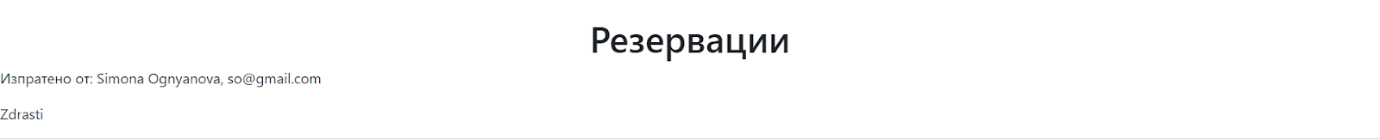 Резервации
Изпратено от: Simona Ognyanova, so@gmail.com
Zdrasti